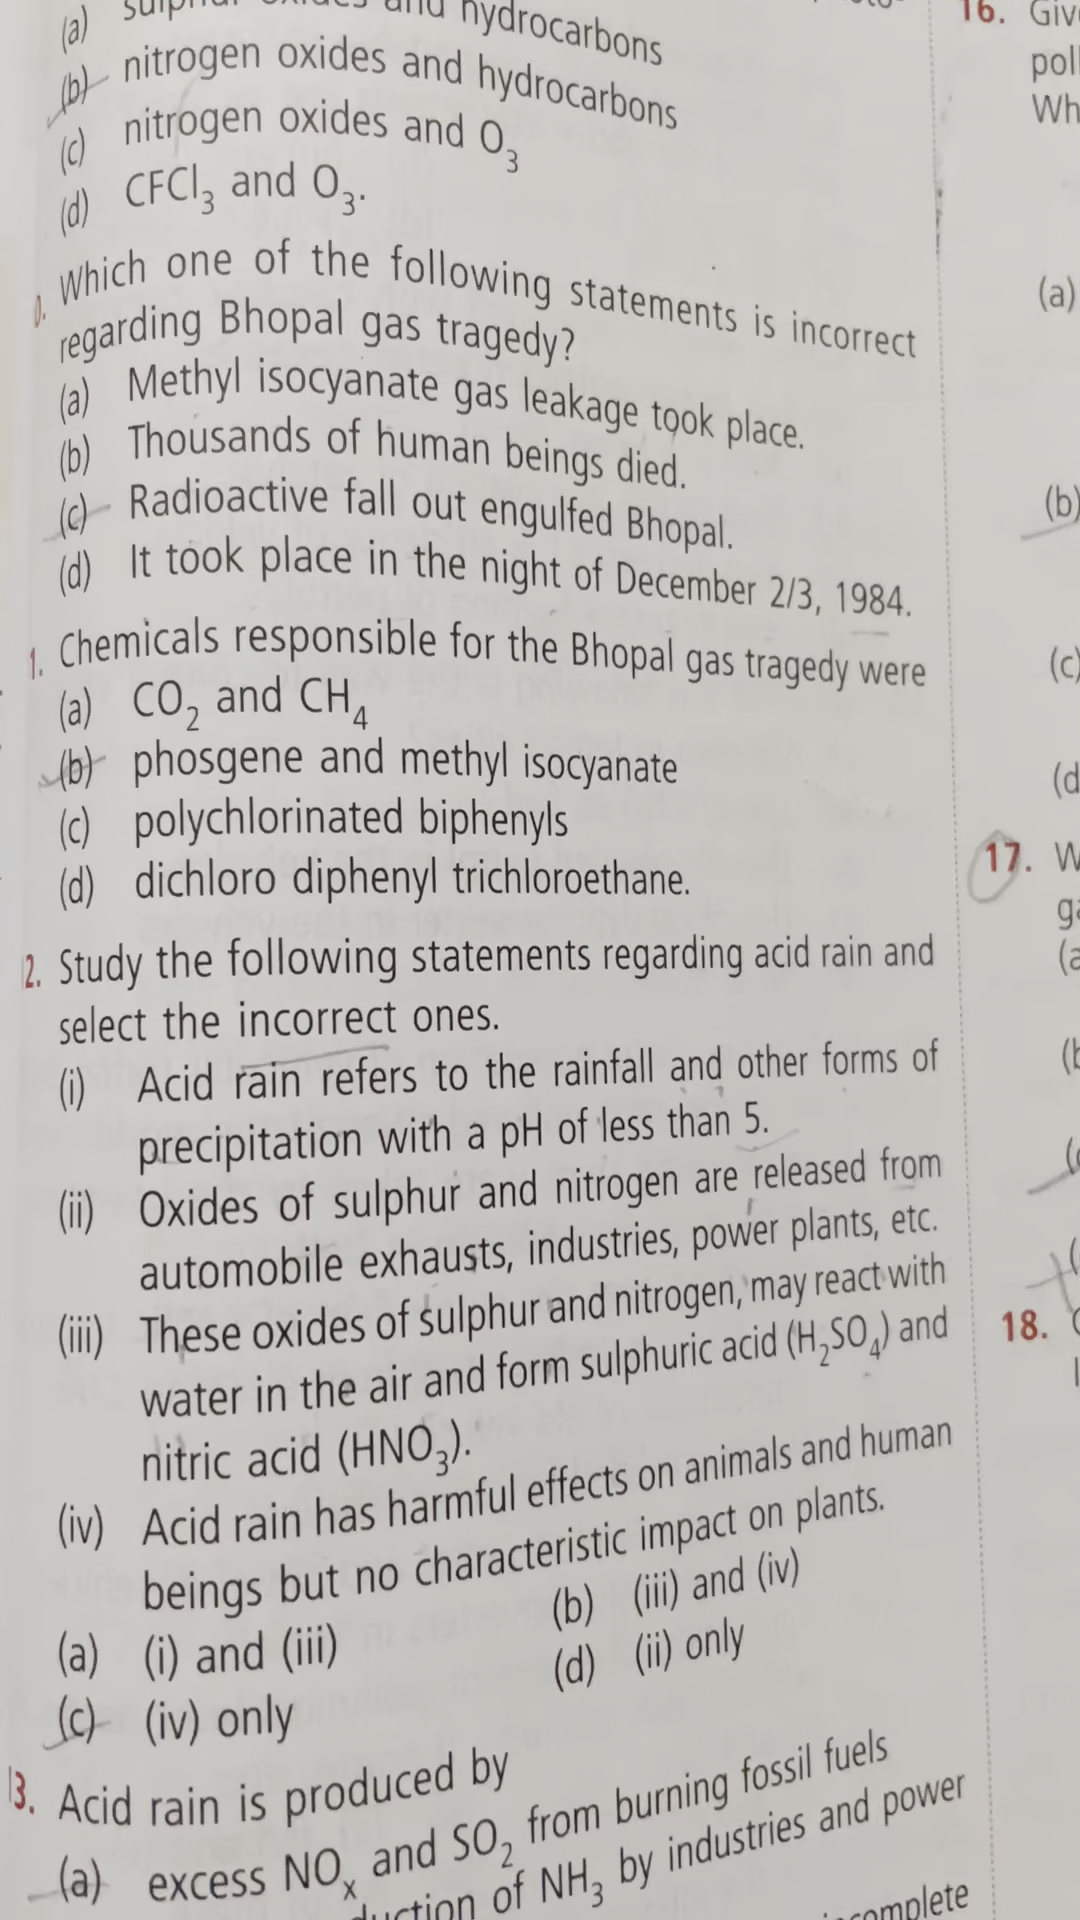 (a) and hydrocarbons
(b) nitrogen oxides and hydrocarbons
(c) nitrogen oxides and O₃
(d) CFCl₃ and O₃.
0. Which one of the following statements is incorrect
regarding Bhopal gas tragedy?
(a) Methyl isocyanate gas leakage took place.
(b) Thousands of human beings died.
(c) Radioactive fall out engulfed Bhopal.
(d) It took place in the night of December 2/3, 1984.
1. Chemicals responsible for the Bhopal gas tragedy were
(a) CO₂ and CH₄
(b) phosgene and methyl isocyanate
(c) polychlorinated biphenyls
(d) dichloro diphenyl trichloroethane.
2. Study the following statements regarding acid rain and
select the incorrect ones.
(i) Acid rain refers to the rainfall and other forms of
precipitation with a pH of less than 5.
(ii) Oxides of sulphur and nitrogen are released from
automobile exhausts, industries, power plants, etc.
(iii) These oxides of sulphur and nitrogen, may react with
water in the air and form sulphuric acid (H₂SO₄) and
nitric acid (HNO₃).
(iv) Acid rain has harmful effects on animals and human
beings but no characteristic impact on plants.
(a) (i) and (iii) (b) (iii) and (iv)
(c) (iv) only (d) (ii) only
13. Acid rain is produced by
(a) excess NOₓ and SO₂ from burning fossil fuels
of NH₃ by industries and power
16.
(a)
(b)
(c)
(d
17.
18.